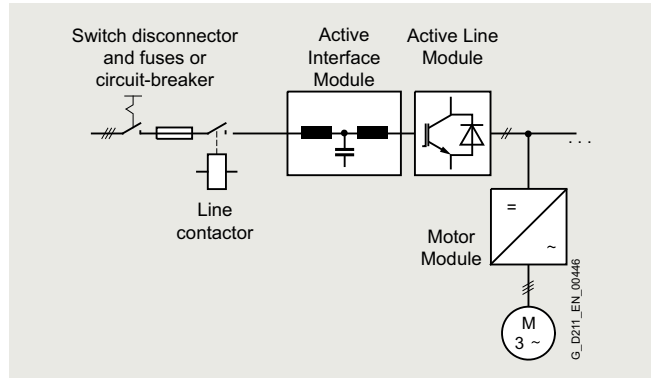 Switch disconnector
and fuses or
circuit-breaker
Active
Interface
Module
Active Line
Module
Line
contactor
. . .
=
~
Motor
Module
M
3 ~
G_D211_EN_00446